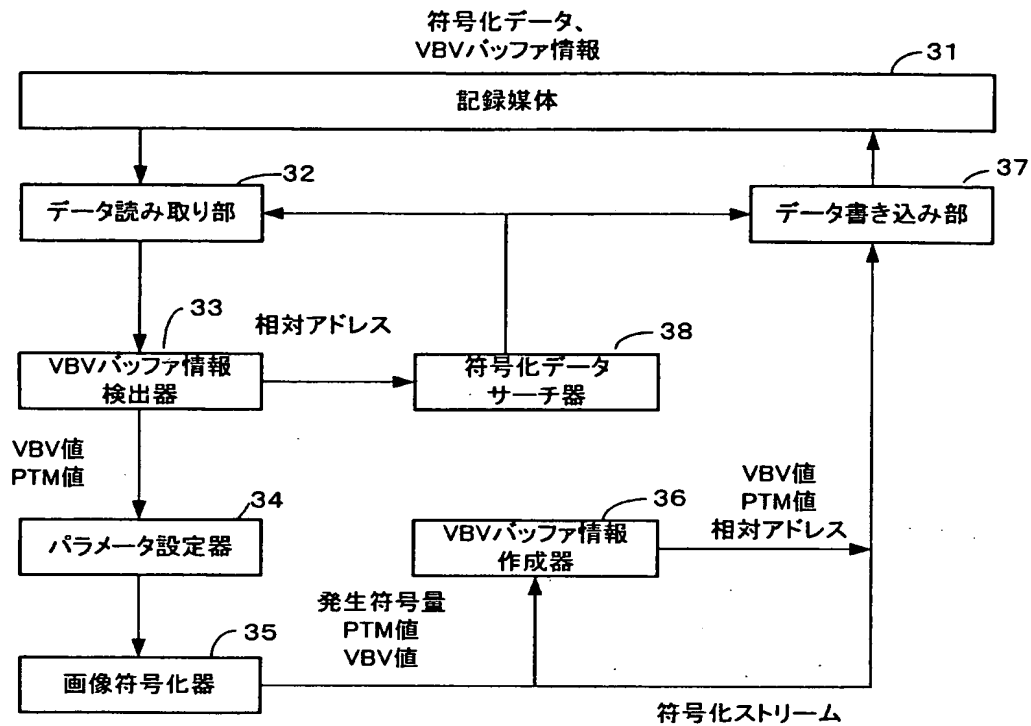 符号化データ、
VBVバッファ情報
31
記録媒体
32
データ読み取り部
37
データ書き込み部
33
相対アドレス
VBVバッファ情報
検出器
38
符号化データ
サーチ器
VBV値
PTM値
34
パラメータ設定器
36
VBVバッファ情報
作成器
VBV値
PTM値
相対アドレス
発生符号量
PTM値
VBV値
35
画像符号化器
符号化ストリーム